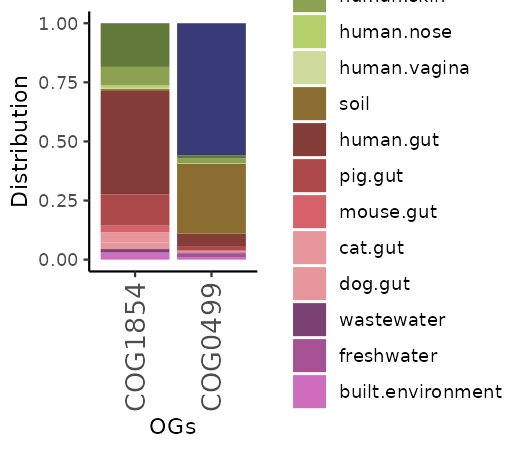 human.nose
human.vagina
soil
human.gut
pig.gut
mouse.gut
cat.gut
dog.gut
wastewater
freshwater
built.environment
1.00
0.75
0.50
0.25
0.00
Distribution
COG1854
COG0499
OGs